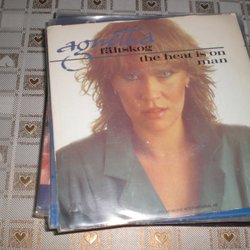 agnetha
fältskog
the heat is on
man